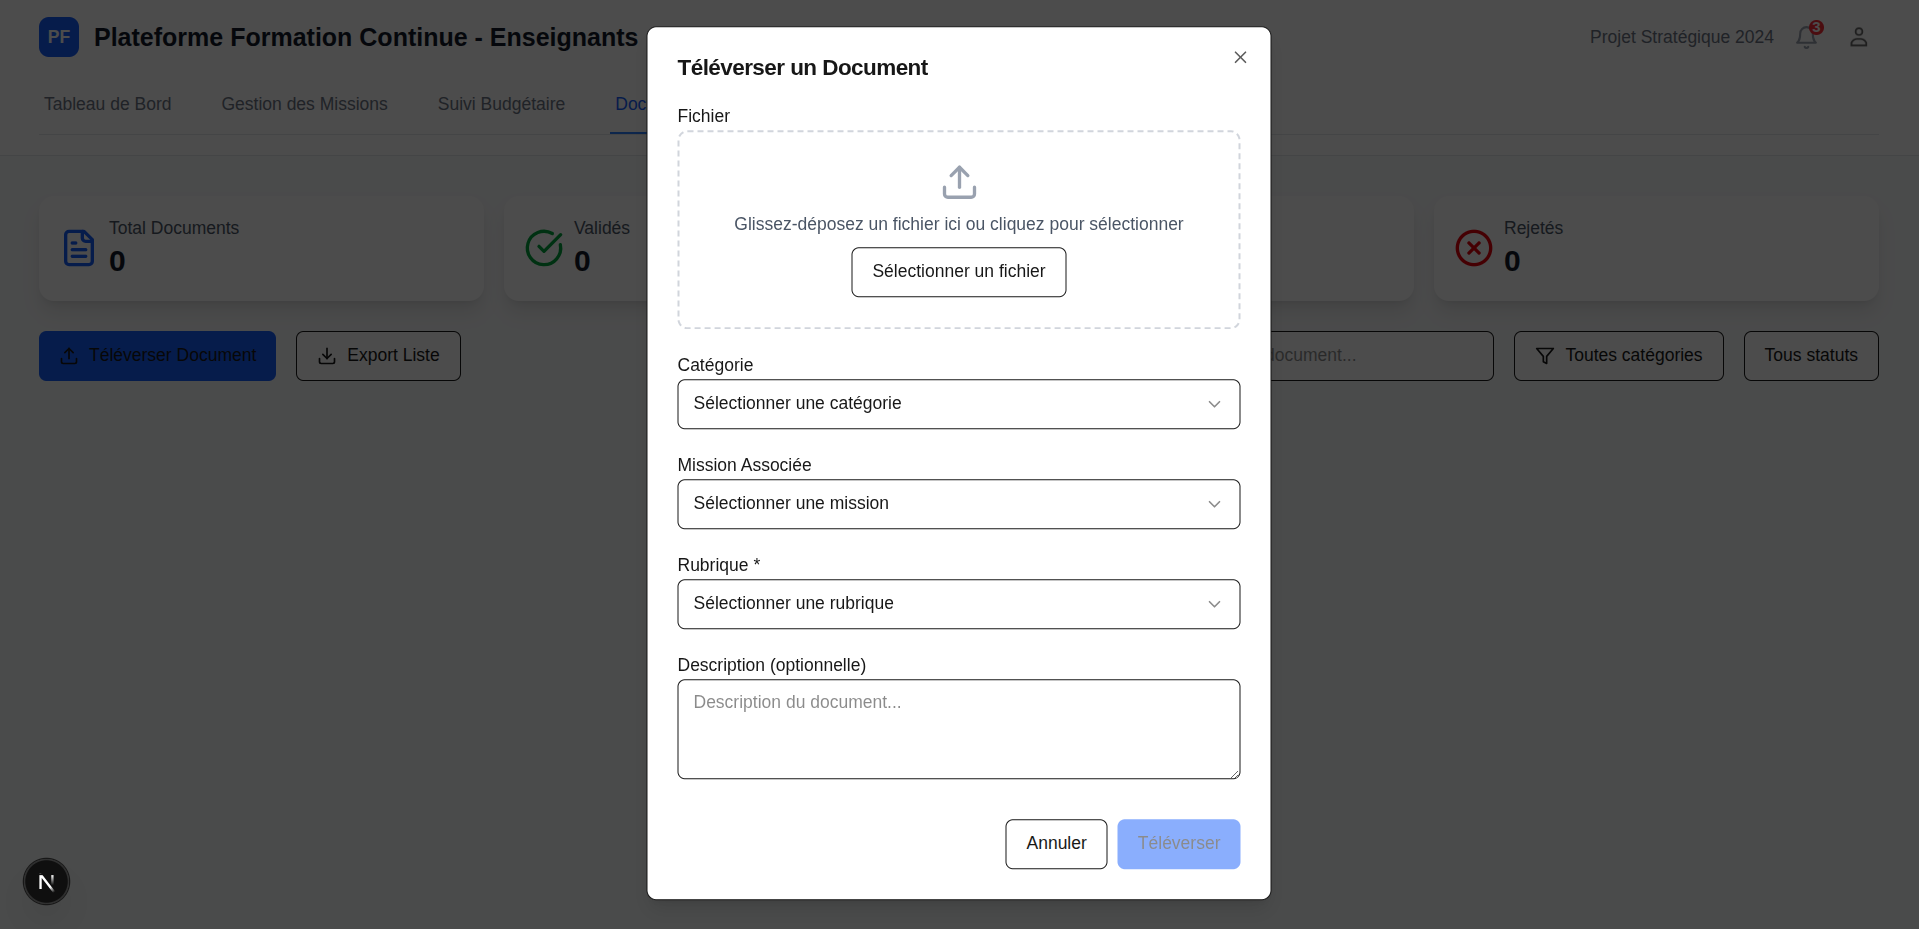 PF
Plateforme Formation Continue - Enseignants
Projet Stratégique 2024
3
Tableau de Bord
Gestion des Missions
Suivi Budgétaire
Doc
Total Documents
0
Validés
0
Rejetés
0
Téléverser Document
Export Liste
document...
Toutes catégories
Tous statuts
Téléverser un Document
Fichier
Glissez-déposez un fichier ici ou cliquez pour sélectionner
Sélectionner un fichier
Catégorie
Sélectionner une catégorie
Mission Associée
Sélectionner une mission
Rubrique *
Sélectionner une rubrique
Description (optionnelle)
Description du document...
Annuler
Téléverser
N